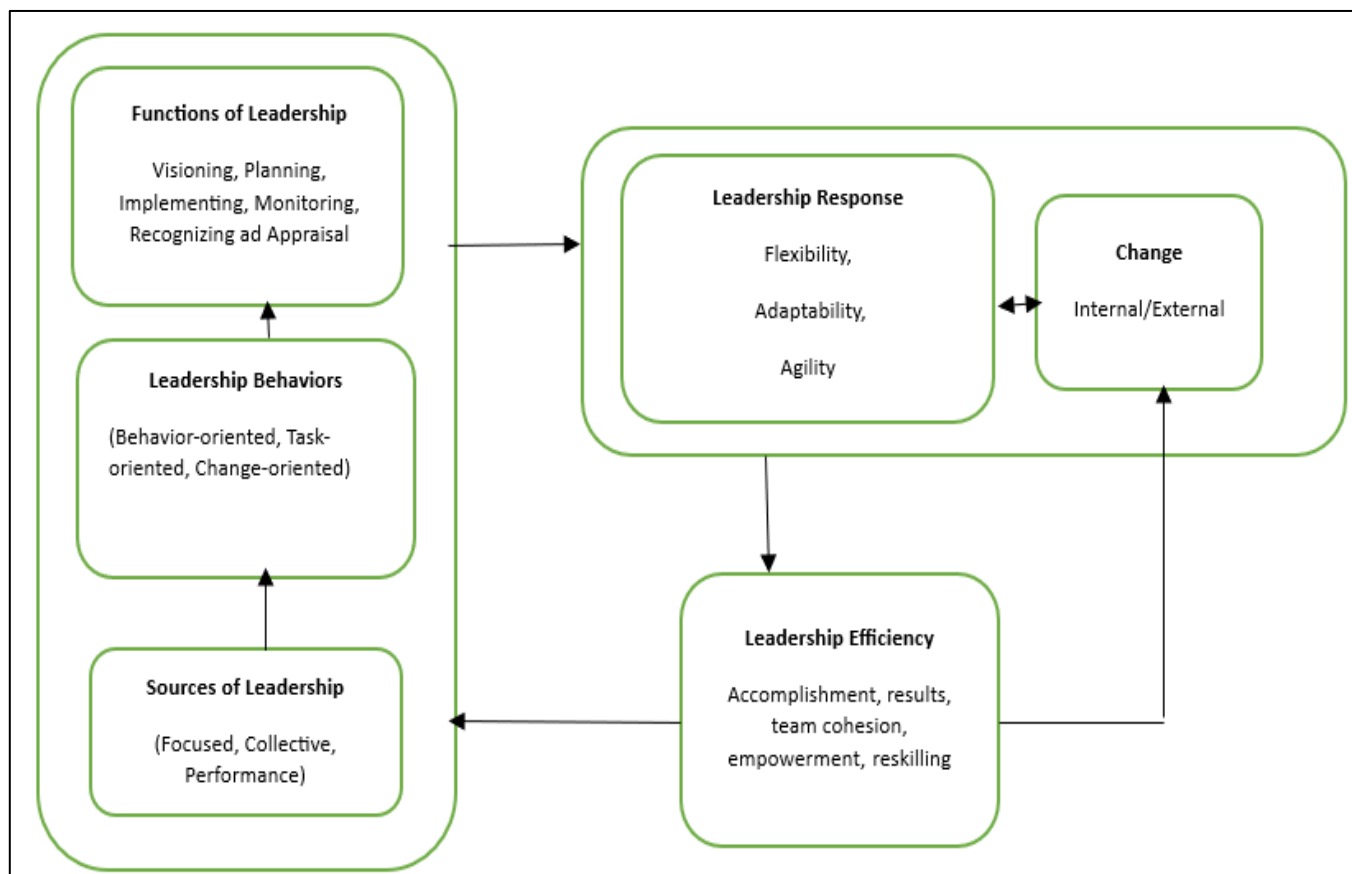 Functions of Leadership
Visioning, Planning,
Implementing, Monitoring,
Recognizing ad Appraisal
Leadership Behaviors
(Behavior-oriented, Task-
oriented, Change-oriented)
Sources of Leadership
(Focused, Collective,
Performance)
Leadership Response
Flexibility,
Adaptability,
Agility
Change
Internal/External
Leadership Efficiency
Accomplishment, results,
team cohesion,
empowerment, reskilling